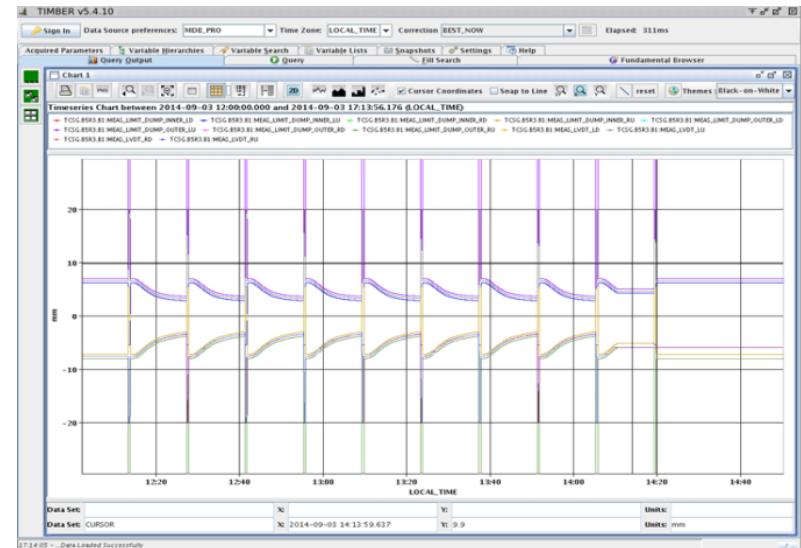 TIMBER v5.4.10
Sign In Data Source preferences: MDB_PRO Time Zone: LOCAL_TIME Correction BEST_NOW Elapsed: 311ms
Acquired Parameters Variable Hierarchies Variable Search Variable Lists Snapshots Settings Help
Query Output Query Fill Search Fundamental Browser
Chart 1
2D Cursor Coordinates Snap to Line reset Themes: Black-on-White
Timeseries Chart between 2014-09-03 12:00:00.000 and 2014-09-03 17:13:56.176 (LOCAL_TIME)
TCSG.B5R3.B1:MEAS_LIMIT_DUMP_INNER_LD TCSG.B5R3.B1:MEAS_LIMIT_DUMP_INNER_LU TCSG.B5R3.B1:MEAS_LIMIT_DUMP_INNER_RD TCSG.B5R3.B1:MEAS_LIMIT_DUMP_INNER_RU TCSG.B5R3.B1:MEAS_LIMIT_DUMP_OUTER_LD
TCSG.B5R3.B1:MEAS_LIMIT_DUMP_OUTER_LU TCSG.B5R3.B1:MEAS_LIMIT_DUMP_OUTER_RD TCSG.B5R3.B1:MEAS_LIMIT_DUMP_OUTER_RU TCSG.B5R3.B1:MEAS_LVDT_LD TCSG.B5R3.B1:MEAS_LVDT_LU
TCSG.B5R3.B1:MEAS_LVDT_RD TCSG.B5R3.B1:MEAS_LVDT_RU
20
10
mm
0
-10
-20
12:20 12:40 13:00 13:20 13:40 14:00 14:20 14:40
LOCAL_TIME
Data Set: X: Y: Units:
Data Set: CURSOR X: 2014-09-03 14:13:59.637 Y: 9.9 Units: mm
17:14:05 - ...Data Loaded Successfully